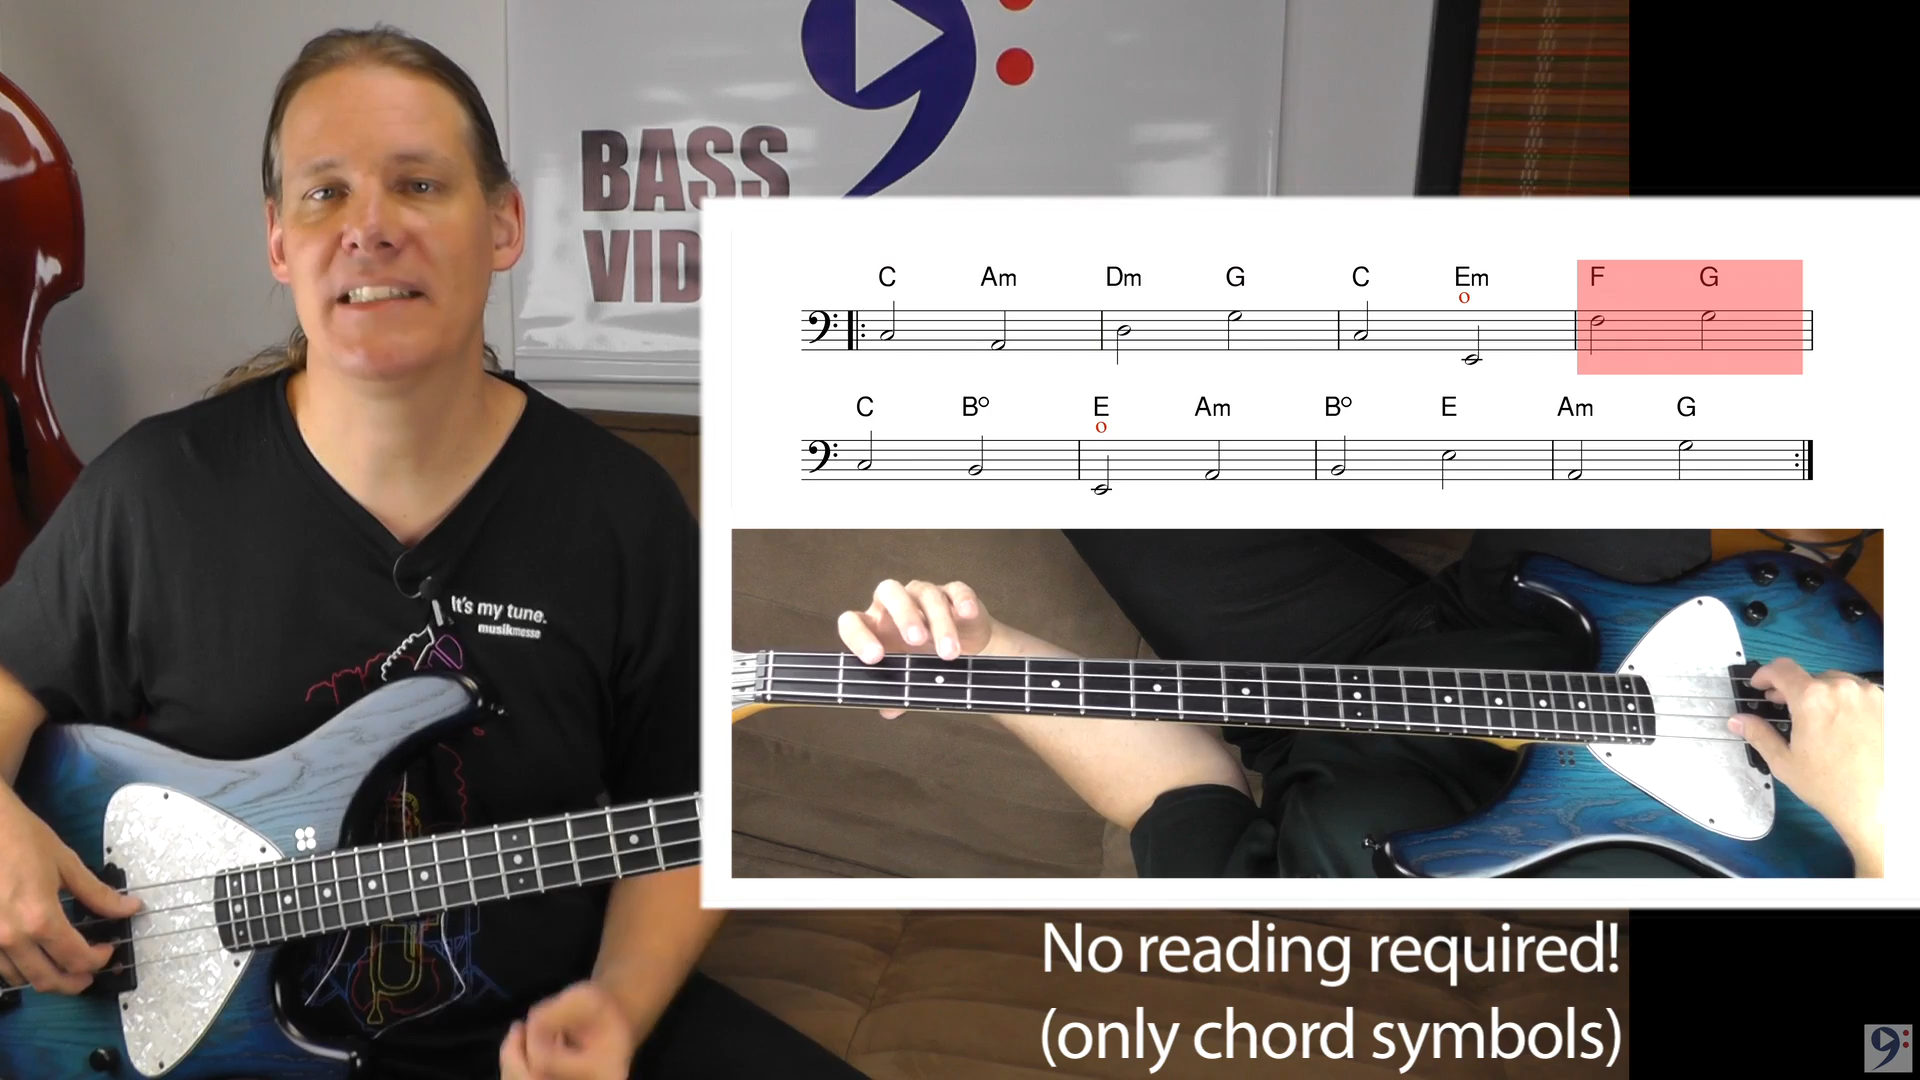 BASS
VID
C Am Dm G C Em F G
o
C B° E Am B° E Am G
o
It's my tune.
musikmesse
No reading required!
(only chord symbols)